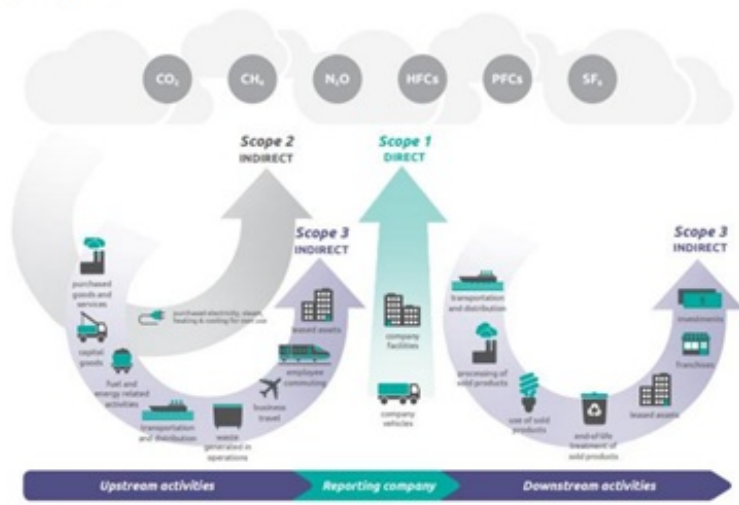 CO₂
CH₄
N₂O
HFCs
PFCs
SF₆
Scope 2
INDIRECT
Scope 1
DIRECT
Scope 3
INDIRECT
Scope 3
INDIRECT
purchased
goods and
services
capital
goods
fuel and
energy related
activities
transportation
and distribution
waste
generated in
operations
business
travel
employee
commuting
leased assets
purchased electricity, steam,
heating & cooling for own use
company
facilities
company
vehicles
transportation
and distribution
processing of
sold products
use of sold
products
end-of-life
treatment of
sold products
leased assets
franchises
investments
Upstream activities
Reporting company
Downstream activities